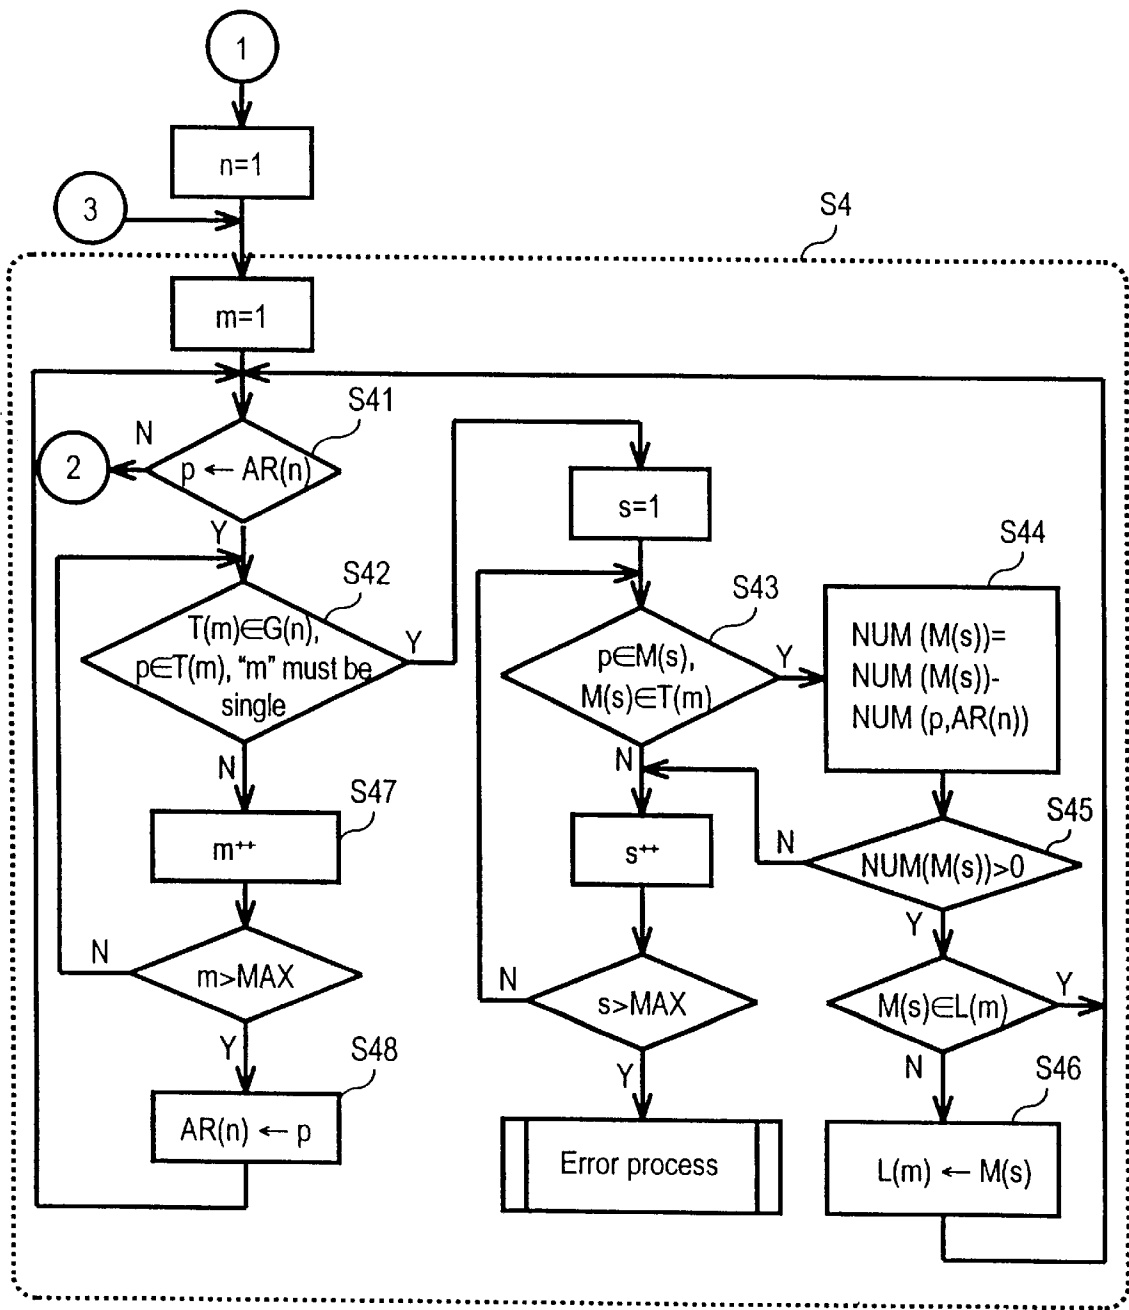 1
n=1
3
S4
m=1
S41
N
2
p ← AR(n)
Y
S42
T(m)∈G(n),
p∈T(m), “m” must be
single
Y
N
S47
m++
N
m>MAX
Y
S48
AR(n) ← p
s=1
S43
p∈M(s),
M(s)∈T(m)
Y
N
s++
N
s>MAX
Y
Error process
S44
NUM (M(s))=
NUM (M(s))-
NUM (p,AR(n))
S45
N
NUM(M(s))>0
Y
M(s)∈L(m)
Y
N
S46
L(m) ← M(s)